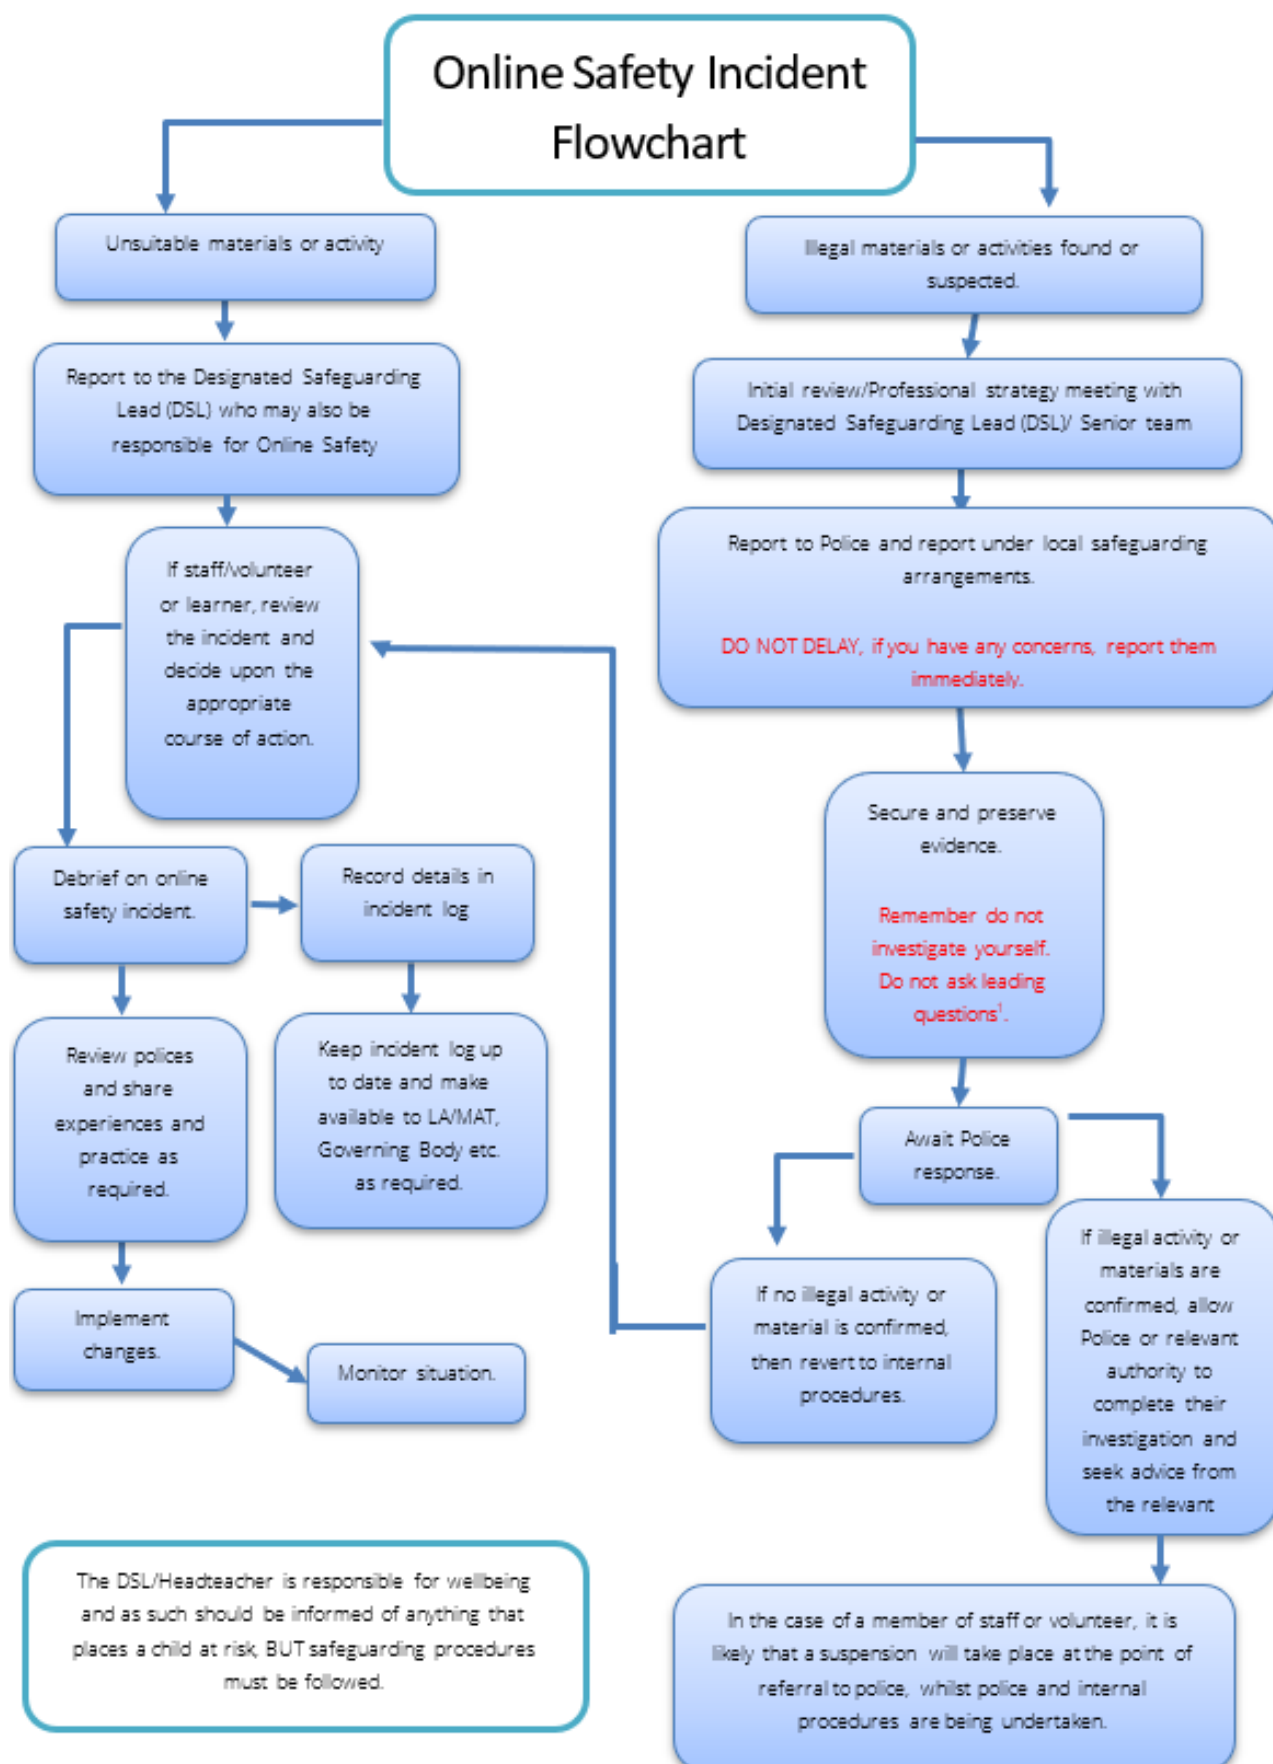 Online Safety Incident
Flowchart
Unsuitable materials or activity
Report to the Designated Safeguarding
Lead (DSL) who may also be
responsible for Online Safety
If staff/volunteer
or learner, review
the incident and
decide upon the
appropriate
course of action.
Debrief on online
safety incident.
Record details in
incident log
Review polices
and share
experiences and
practice as
required.
Keep incident log up
to date and make
available to LA/MAT,
Governing Body etc.
as required.
Implement
changes.
Monitor situation.
Illegal materials or activities found or
suspected.
Initial review/Professional strategy meeting with
Designated Safeguarding Lead (DSL)/ Senior team
Report to Police and report under local safeguarding
arrangements.
DO NOT DELAY, if you have any concerns, report them
immediately.
Secure and preserve
evidence.
Remember do not
investigate yourself.
Do not ask leading
questions¹.
Await Police
response.
If no illegal activity or
material is confirmed,
then revert to internal
procedures.
If illegal activity or
materials are
confirmed, allow
Police or relevant
authority to
complete their
investigation and
seek advice from
the relevant
In the case of a member of staff or volunteer, it is
likely that a suspension will take place at the point of
referral to police, whilst police and internal
procedures are being undertaken.
The DSL/Headteacher is responsible for wellbeing
and as such should be informed of anything that
places a child at risk, BUT safeguarding procedures
must be followed.